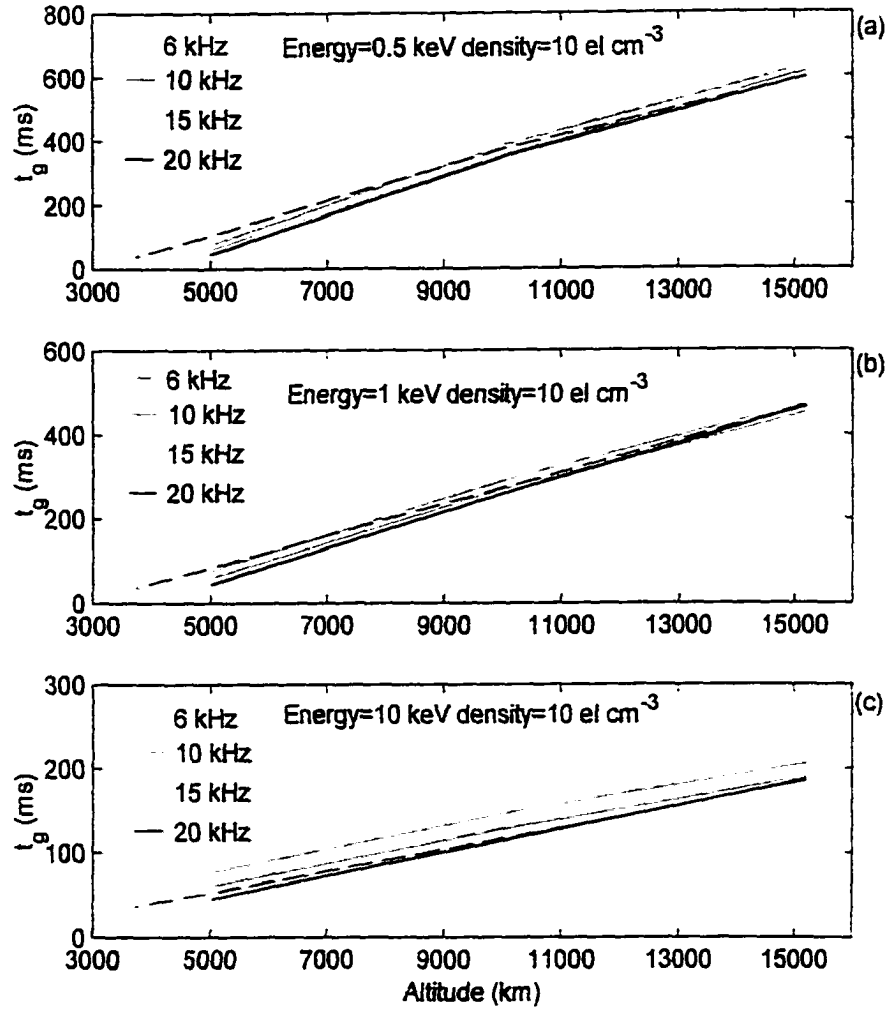 800
600
400
200
0
t_g (ms)
6 kHz
10 kHz
15 kHz
20 kHz
Energy=0.5 keV density=10 el cm⁻³
(a)
3000 5000 7000 9000 11000 13000 15000
600
400
200
0
t_g (ms)
6 kHz
10 kHz
15 kHz
20 kHz
Energy=1 keV density=10 el cm⁻³
(b)
3000 5000 7000 9000 11000 13000 15000
300
200
100
0
t_g (ms)
6 kHz
10 kHz
15 kHz
20 kHz
Energy=10 keV density=10 el cm⁻³
(c)
3000 5000 7000 9000 11000 13000 15000
Altitude (km)